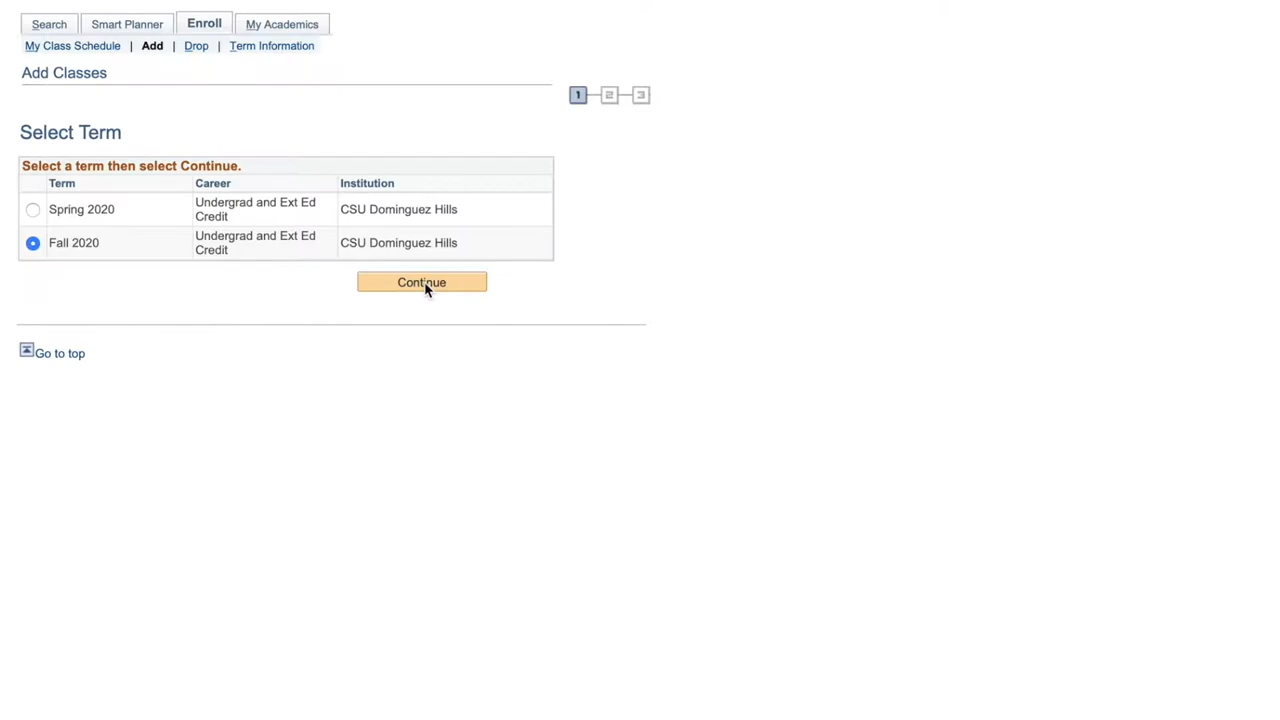 Search Smart Planner Enroll My Academics
My Class Schedule | Add | Drop | Term Information
Add Classes
1 2 3
Select Term
Select a term then select Continue.
Term Career Institution
Spring 2020 Undergrad and Ext Ed Credit CSU Dominguez Hills
Fall 2020 Undergrad and Ext Ed Credit CSU Dominguez Hills
Continue
Go to top